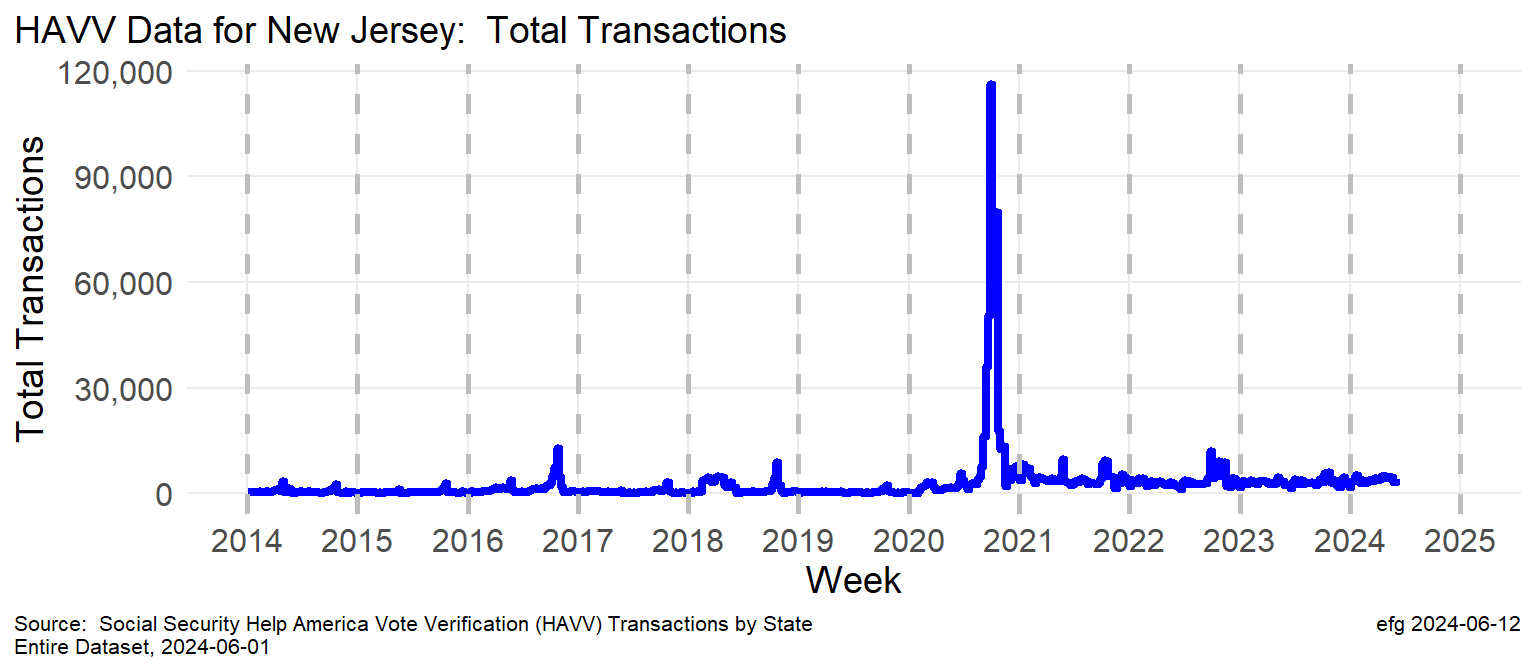 HAVV Data for New Jersey:  Total Transactions
120,000
90,000
60,000
30,000
0
Total Transactions
2014 2015 2016 2017 2018 2019 2020 2021 2022 2023 2024 2025
Week
Source:  Social Security Help America Vote Verification (HAVV) Transactions by State
Entire Dataset, 2024-06-01
efg 2024-06-12